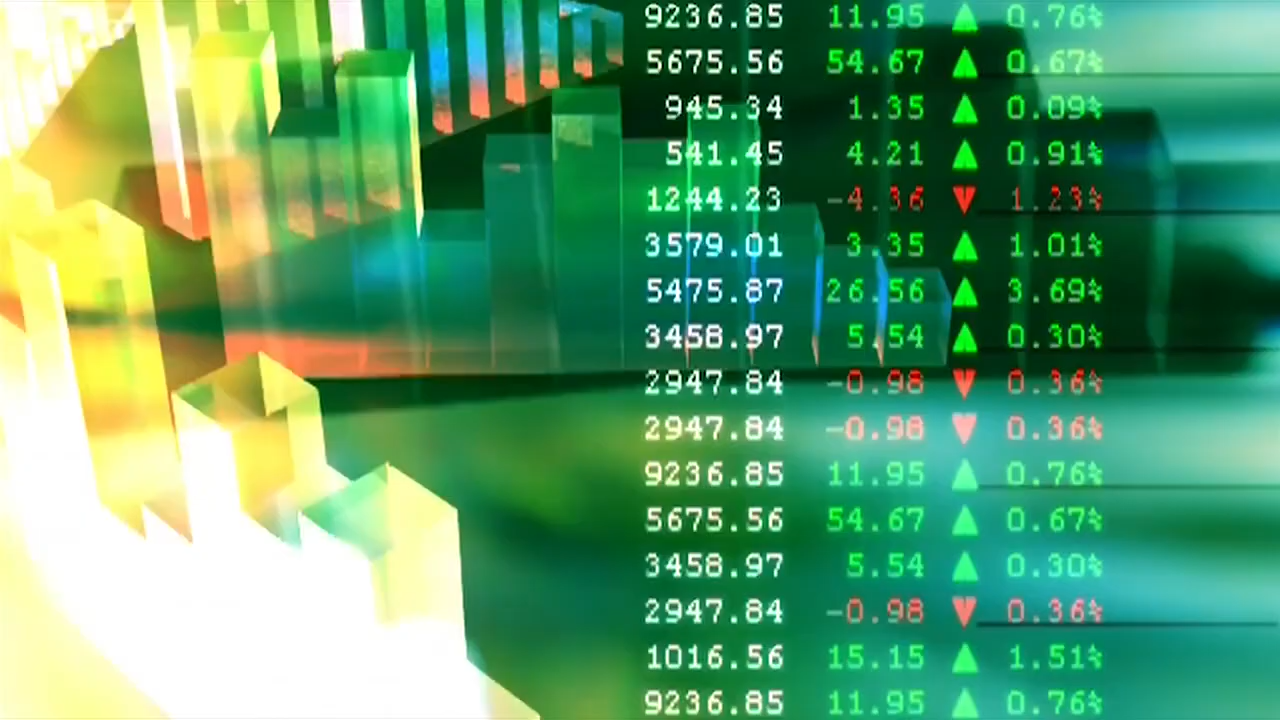 9236.85 11.95 ▲ 0.76%
5675.56 54.67 ▲ 0.67%
945.34 1.35 ▲ 0.09%
541.45 4.21 ▲ 0.91%
1244.23 -4.36 ▼ 1.23%
3579.01 3.35 ▲ 1.01%
5475.87 26.56 ▲ 3.69%
3458.97 5.54 ▲ 0.30%
2947.84 -0.98 ▼ 0.36%
2947.84 -0.98 ▼ 0.36%
9236.85 11.95 ▲ 0.76%
5675.56 54.67 ▲ 0.67%
3458.97 5.54 ▲ 0.30%
2947.84 -0.98 ▼ 0.36%
1016.56 15.15 ▲ 1.51%
9236.85 11.95 ▲ 0.76%